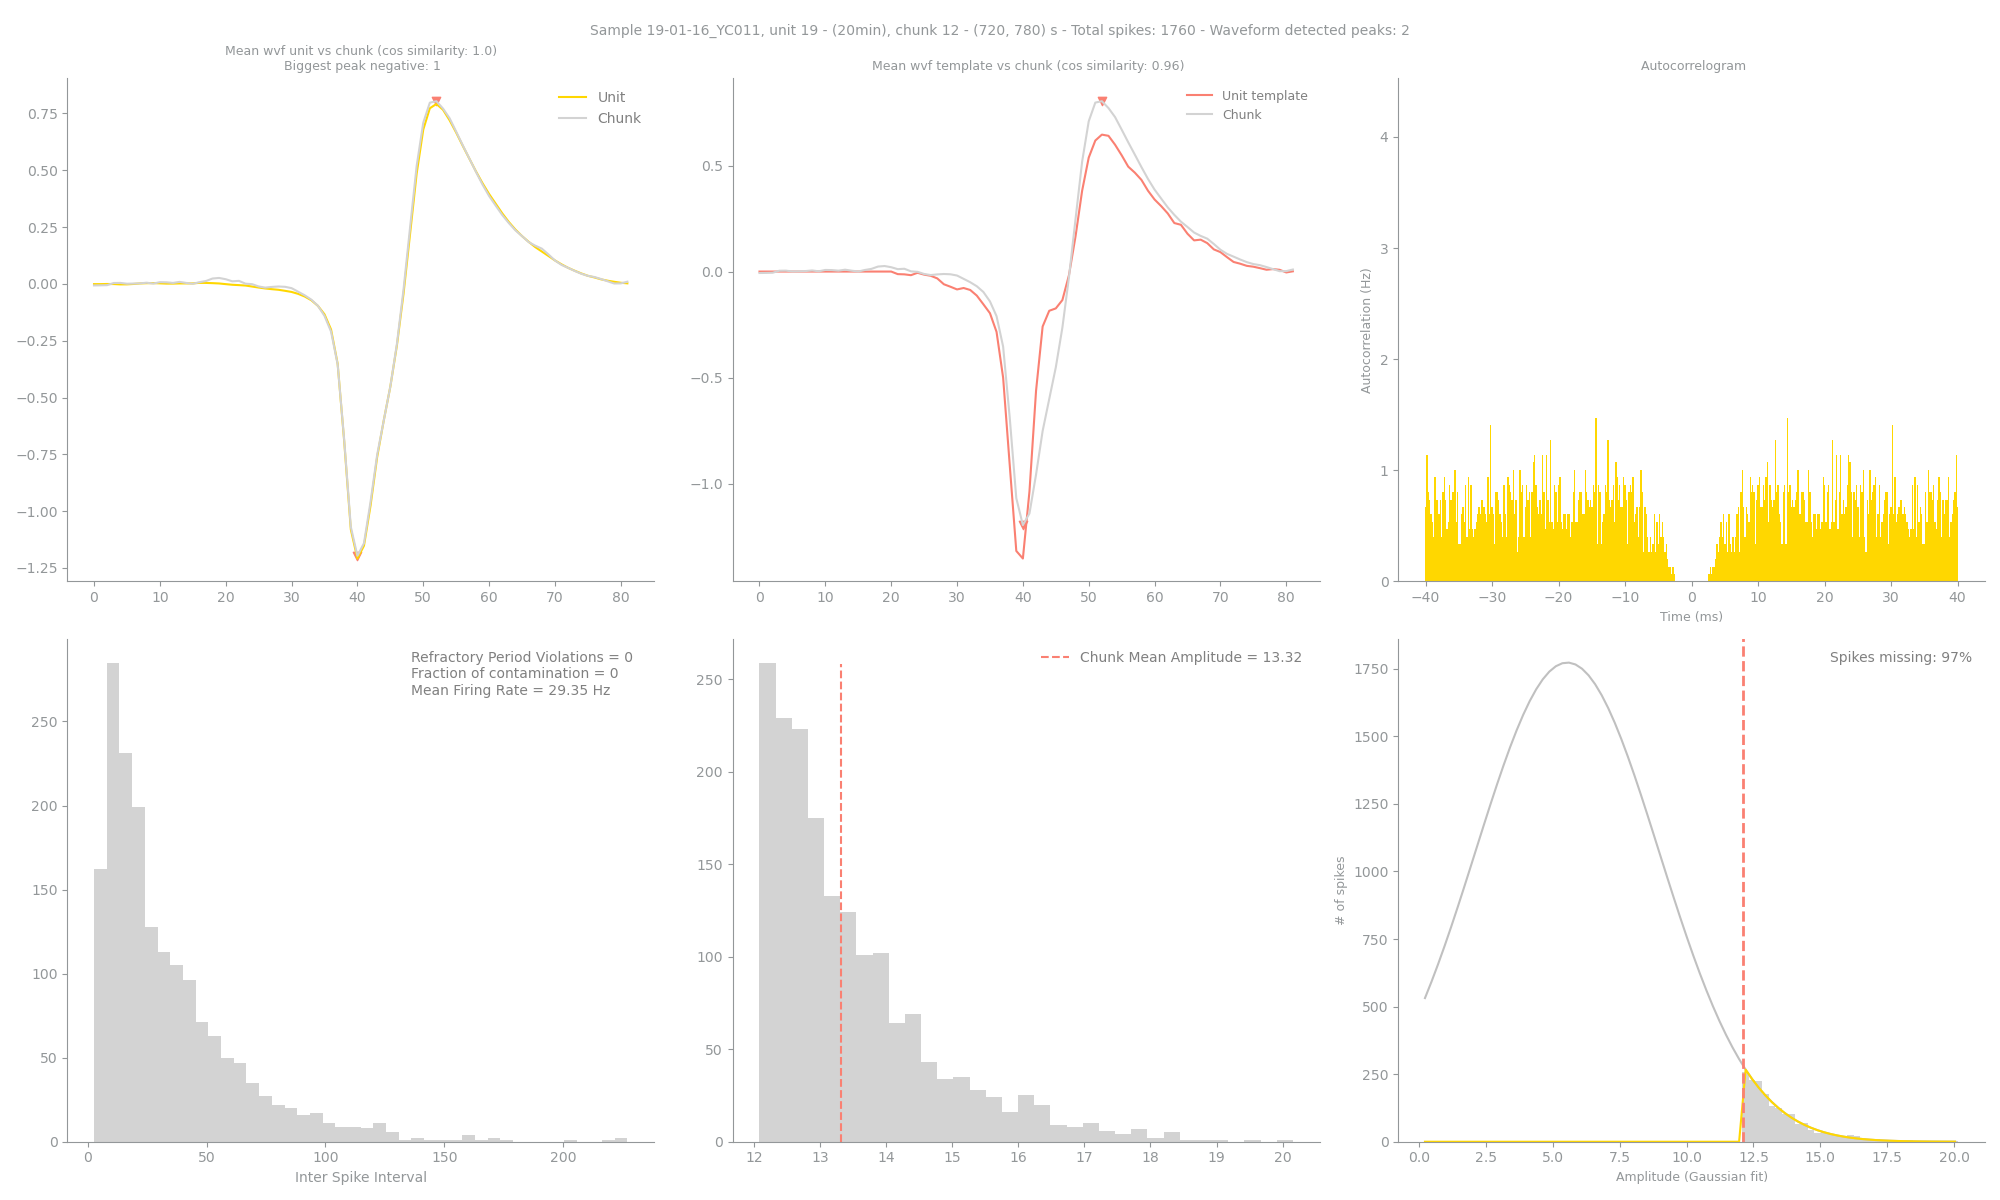 Sample 19-01-16_YC011, unit 19 - (20min), chunk 12 - (720, 780) s - Total spikes: 1760 - Waveform detected peaks: 2
Mean wvf unit vs chunk (cos similarity: 1.0)
Biggest peak negative: 1
Unit
Chunk
0.75
0.50
0.25
0.00
−0.25
−0.50
−0.75
−1.00
−1.25
0 10 20 30 40 50 60 70 80
Mean wvf template vs chunk (cos similarity: 0.96)
Unit template
Chunk
0.5
0.0
−0.5
−1.0
0 10 20 30 40 50 60 70 80
Autocorrelogram
Autocorrelation (Hz)
4
3
2
1
0
−40 −30 −20 −10 0 10 20 30 40
Time (ms)
Refractory Period Violations = 0
Fraction of contamination = 0
Mean Firing Rate = 29.35 Hz
250
200
150
100
50
0
0 50 100 150 200
Inter Spike Interval
Chunk Mean Amplitude = 13.32
250
200
150
100
50
0
12 13 14 15 16 17 18 19 20
Spikes missing: 97%
# of spikes
1750
1500
1250
1000
750
500
250
0
0.0 2.5 5.0 7.5 10.0 12.5 15.0 17.5 20.0
Amplitude (Gaussian fit)